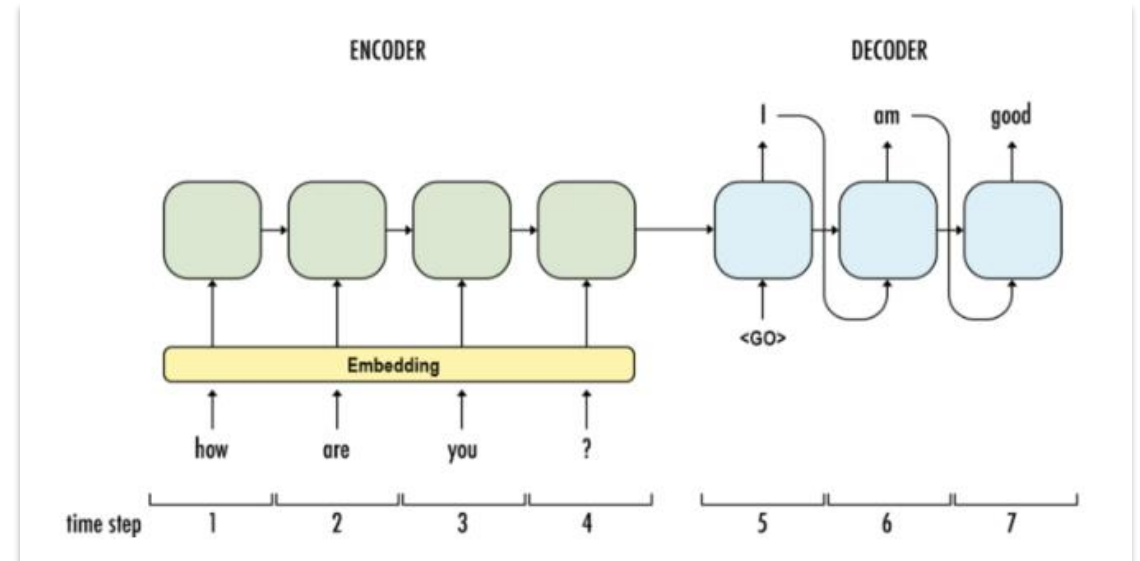 ENCODER DECODER
I am good
<GO>
Embedding
how are you ?
time step 1 2 3 4 5 6 7